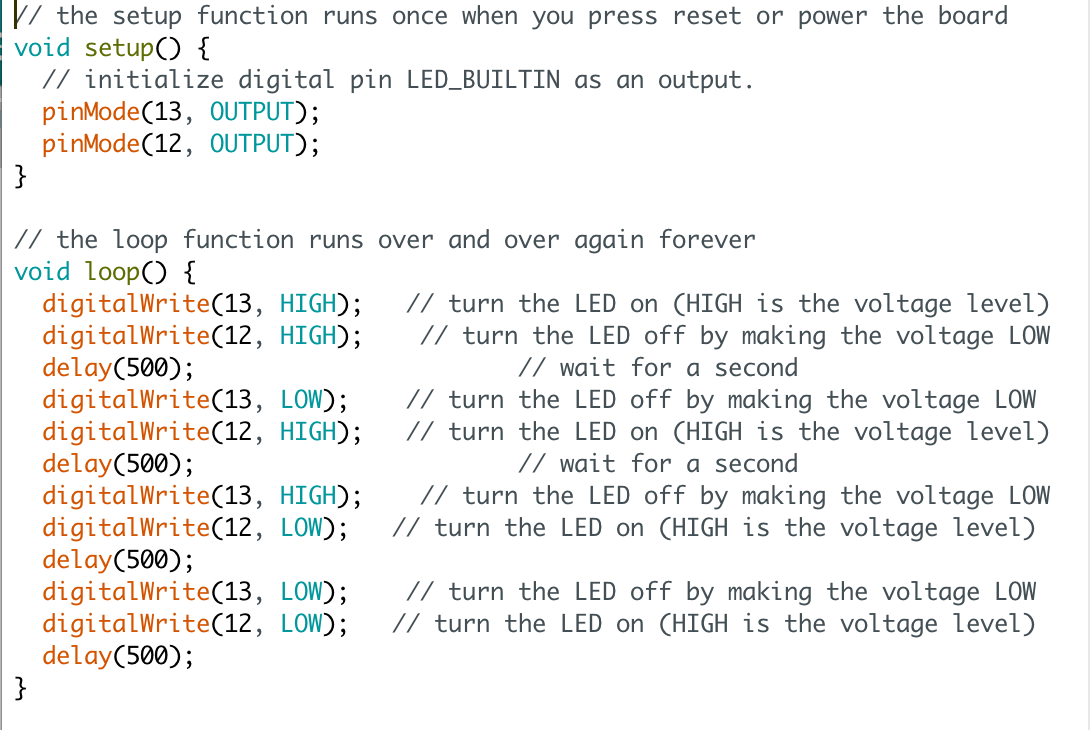 // the setup function runs once when you press reset or power the board
void setup() {
  // initialize digital pin LED_BUILTIN as an output.
  pinMode(13, OUTPUT);
  pinMode(12, OUTPUT);
}

// the loop function runs over and over again forever
void loop() {
  digitalWrite(13, HIGH);   // turn the LED on (HIGH is the voltage level)
  digitalWrite(12, HIGH);    // turn the LED off by making the voltage LOW
  delay(500);                       // wait for a second
  digitalWrite(13, LOW);    // turn the LED off by making the voltage LOW
  digitalWrite(12, HIGH);   // turn the LED on (HIGH is the voltage level)
  delay(500);                       // wait for a second
  digitalWrite(13, HIGH);    // turn the LED off by making the voltage LOW
  digitalWrite(12, LOW);   // turn the LED on (HIGH is the voltage level)
  delay(500);
  digitalWrite(13, LOW);    // turn the LED off by making the voltage LOW
  digitalWrite(12, LOW);   // turn the LED on (HIGH is the voltage level)
  delay(500);
}